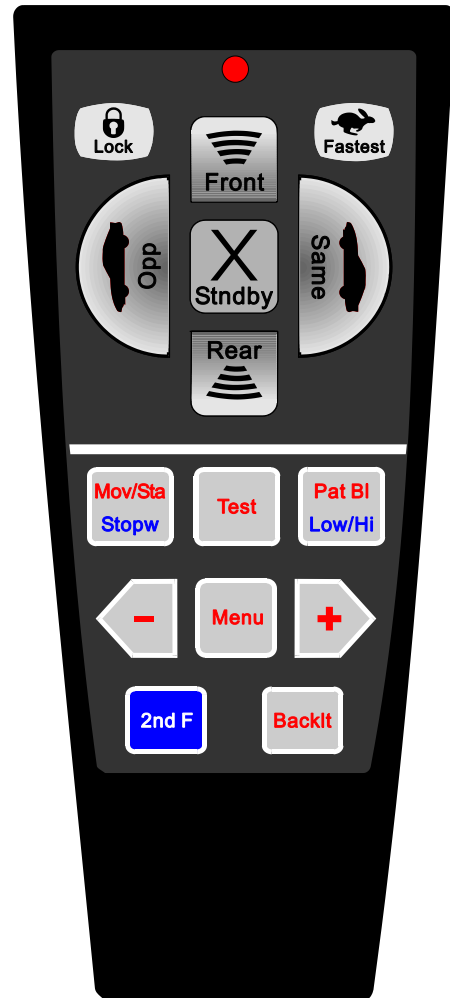 Lock
Fastest
Front
Opp
X
Stndby
Same
Rear
Mov/Sta
Stopw
Test
Pat Bl
Low/Hi
-
Menu
+
2nd F
Backlt